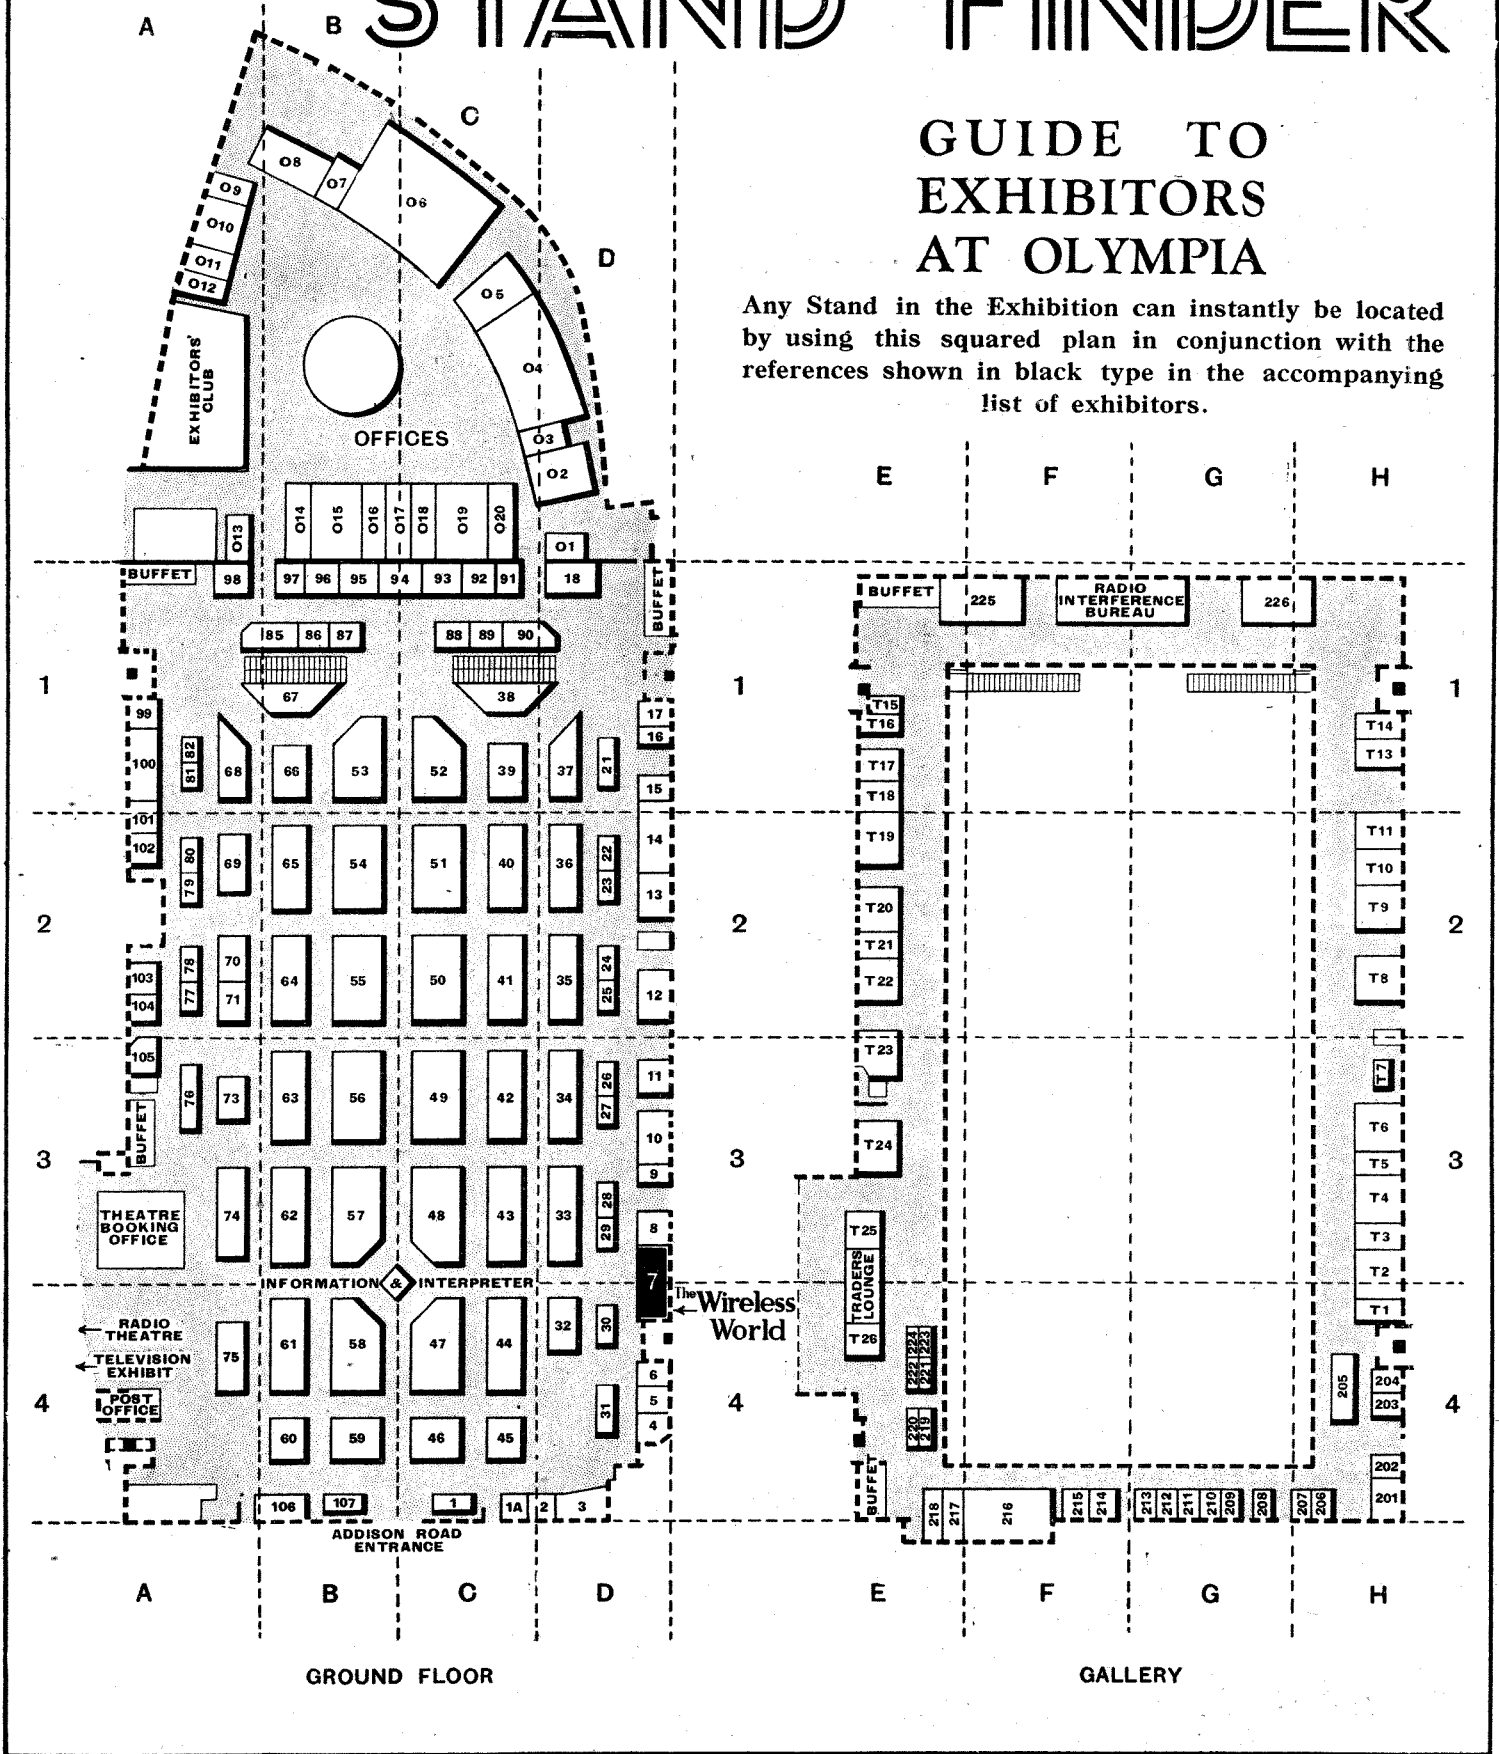 STAND FINDER
A
B
C
D
GUIDE TO
EXHIBITORS
AT OLYMPIA
Any Stand in the Exhibition can instantly be located
by using this squared plan in conjunction with the
references shown in black type in the accompanying
list of exhibitors.
O8
O7
O6
O9
O10
O11
O12
O5
O4
O3
O2
EXHIBITORS'
CLUB
OFFICES
O13
O14
O15
O16
O17
O18
O19
O20
O1
BUFFET
98
97
96
95
94
93
92
91
18
BUFFET
85
86
87
88
89
90
1
67
38
99
17
16
100
82
81
68
66
53
52
39
37
21
15
101
102
80
79
69
65
54
51
40
36
22
23
14
13
2
103
104
78
77
70
71
64
55
50
41
35
24
25
12
105
76
73
63
56
49
42
34
26
27
11
BUFFET
10
9
3
THEATRE
BOOKING
OFFICE
74
62
57
48
43
33
28
29
8
7
INFORMATION & INTERPRETER
The Wireless
World
RADIO
THEATRE
TELEVISION
EXHIBIT
POST
OFFICE
75
61
58
47
44
32
30
6
5
4
31
4
60
59
46
45
106
107
1
1A
2
3
ADDISON ROAD
ENTRANCE
A
B
C
D
GROUND FLOOR
E
F
G
H
BUFFET
225
RADIO
INTERFERENCE
BUREAU
226
1
1
T15
T16
T17
T18
T19
T14
T13
T11
T10
T9
2
2
T20
T21
T22
T8
T23
T7
T24
T6
T5
T4
T3
T2
T1
3
3
T25
TRADERS
LOUNGE
T26
224
223
222
221
220
219
205
204
203
202
201
4
4
BUFFET
218
217
216
215
214
213
212
211
210
209
208
207
206
E
F
G
H
GALLERY